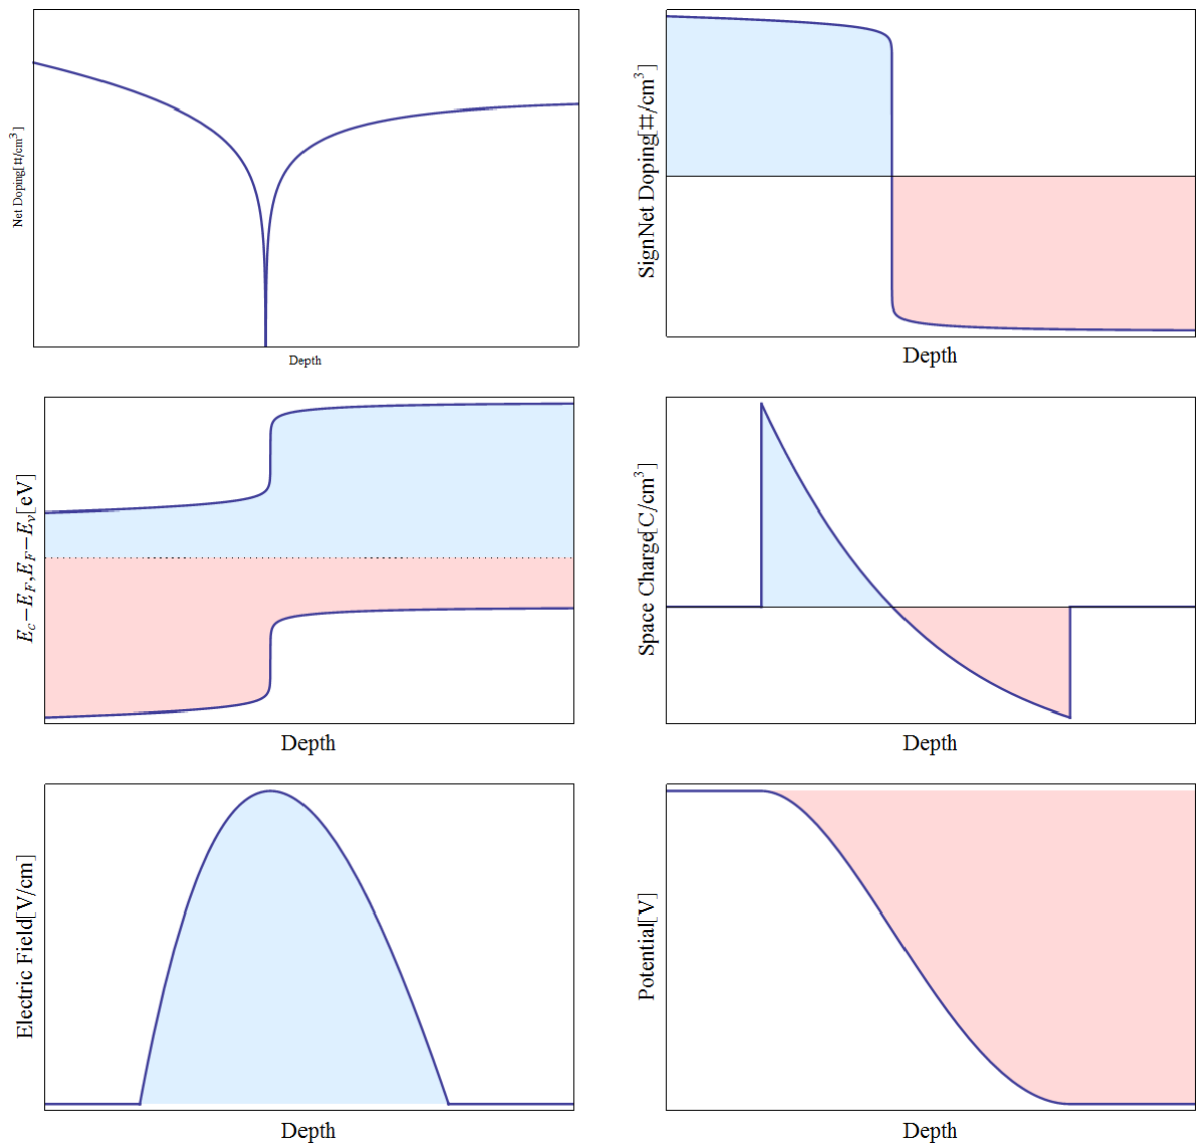 Net Doping[#/cm³]
Depth
SignNet Doping[#/cm³]
Depth
E_c−E_F,E_F−E_v[eV]
Depth
Space Charge[C/cm³]
Depth
Electric Field[V/cm]
Depth
Potential[V]
Depth